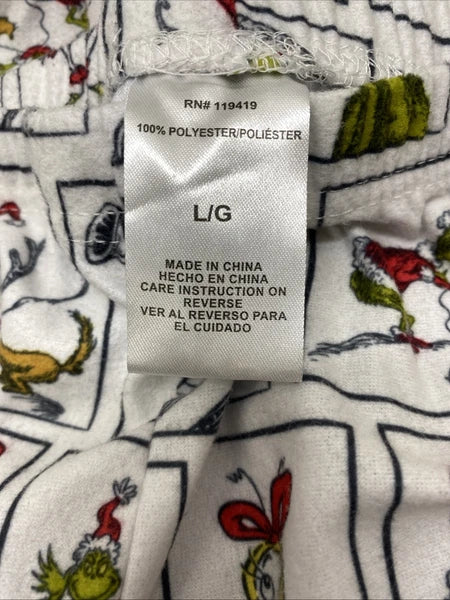 RN# 119419
100% POLYESTER/POLIÉSTER
L/G
MADE IN CHINA
HECHO EN CHINA
CARE INSTRUCTION ON
REVERSE
VER AL REVERSO PARA
EL CUIDADO